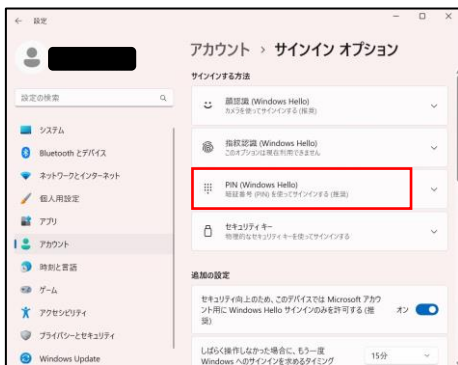 ← 設定
設定の検索
システム
Bluetooth とデバイス
ネットワークとインターネット
個人用設定
アプリ
アカウント
時刻と言語
ゲーム
アクセシビリティ
プライバシーとセキュリティ
Windows Update
アカウント › サインイン オプション
サインインする方法
顔認識 (Windows Hello)
カメラを使ってサインインする (推奨)
指紋認識 (Windows Hello)
このオプションは現在利用できません
PIN (Windows Hello)
暗証番号 (PIN) を使ってサインインする (推奨)
セキュリティ キー
物理的なセキュリティ キーを使ってサインインする
追加の設定
セキュリティ向上のため、このデバイスでは Microsoft アカウ
ント用に Windows Hello サインインのみを許可する (推
奨)
オン
しばらく操作しなかった場合に、もう一度
Windows へのサインインを求めるタイミング
15分